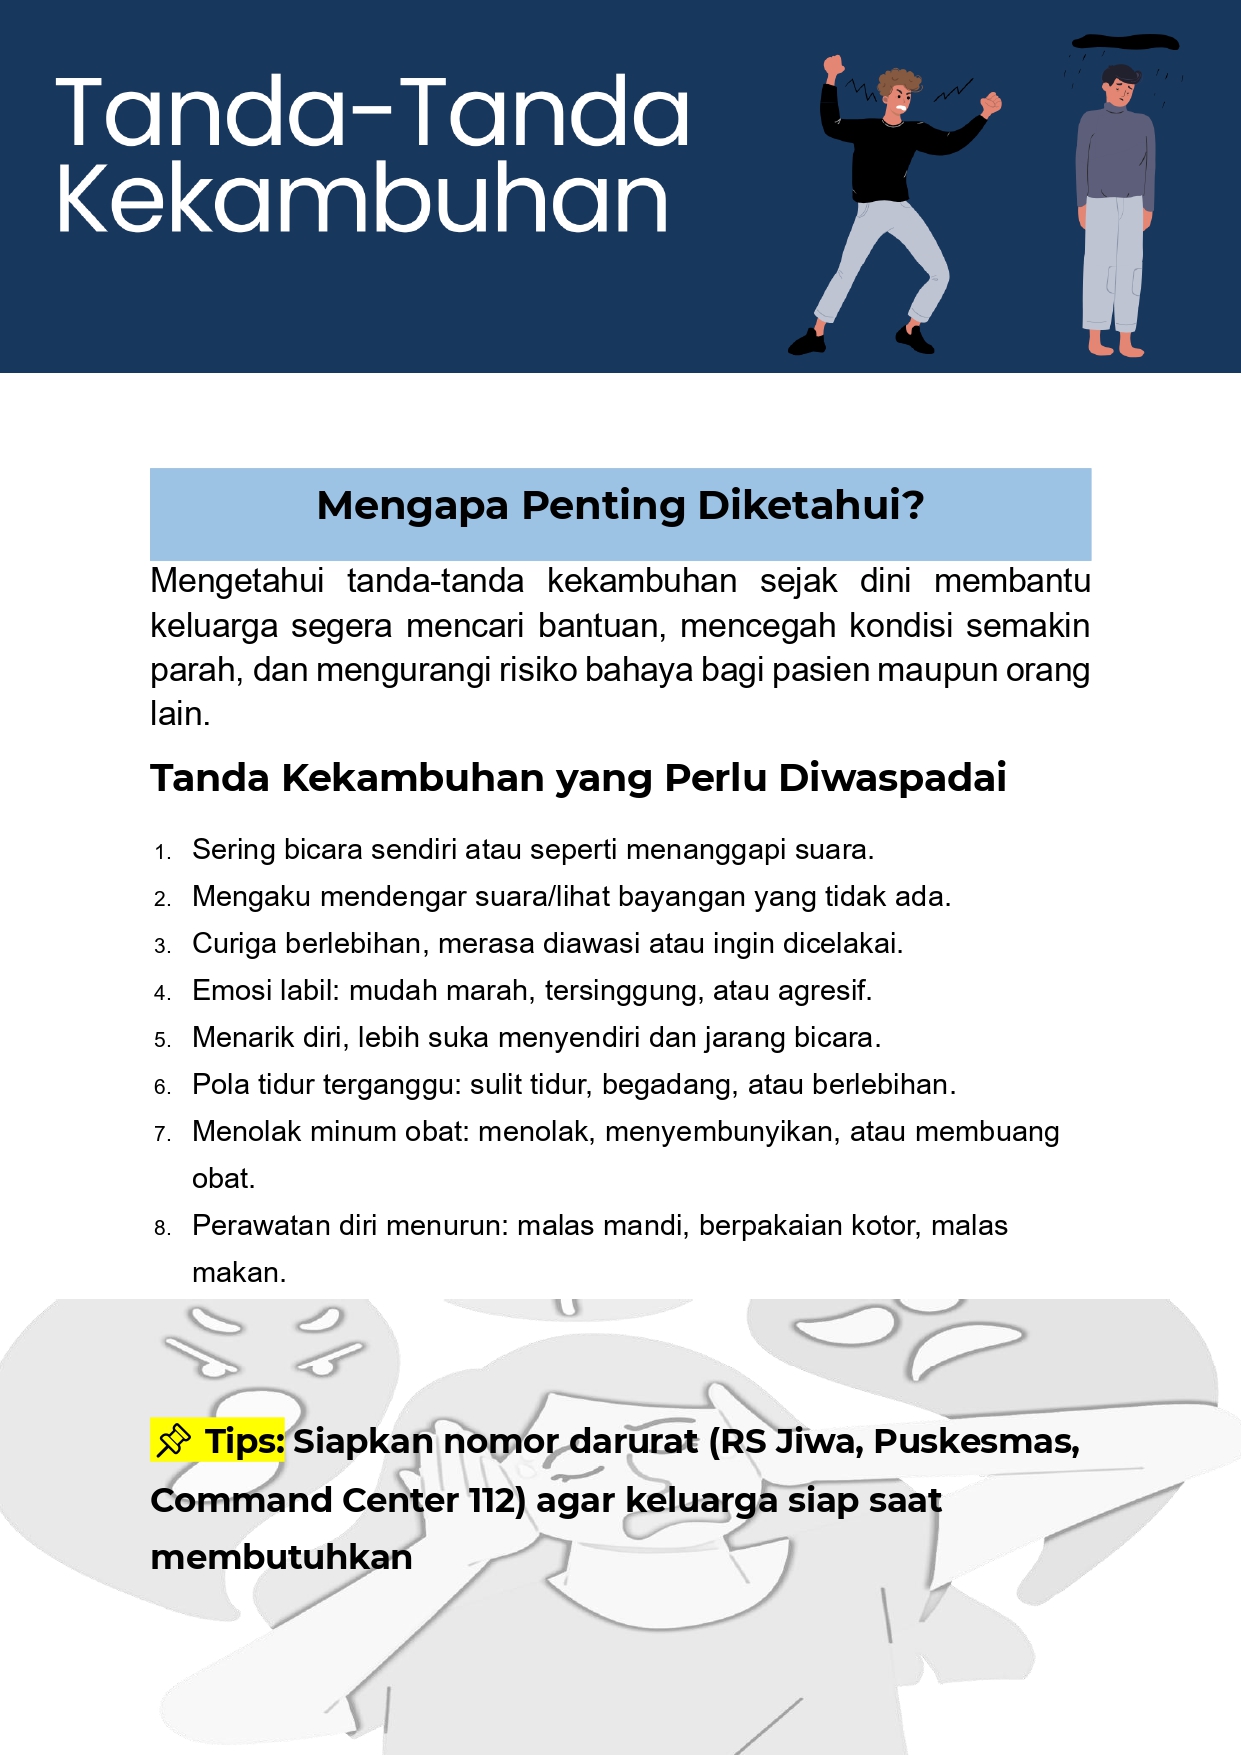 Tanda-Tanda
Kekambuhan
Mengapa Penting Diketahui?
Mengetahui tanda-tanda kekambuhan sejak dini membantu
keluarga segera mencari bantuan, mencegah kondisi semakin
parah, dan mengurangi risiko bahaya bagi pasien maupun orang
lain.
Tanda Kekambuhan yang Perlu Diwaspadai
1. Sering bicara sendiri atau seperti menanggapi suara.
2. Mengaku mendengar suara/lihat bayangan yang tidak ada.
3. Curiga berlebihan, merasa diawasi atau ingin dicelakai.
4. Emosi labil: mudah marah, tersinggung, atau agresif.
5. Menarik diri, lebih suka menyendiri dan jarang bicara.
6. Pola tidur terganggu: sulit tidur, begadang, atau berlebihan.
7. Menolak minum obat: menolak, menyembunyikan, atau membuang
obat.
8. Perawatan diri menurun: malas mandi, berpakaian kotor, malas
makan.
📌 Tips: Siapkan nomor darurat (RS Jiwa, Puskesmas,
Command Center 112) agar keluarga siap saat
membutuhkan